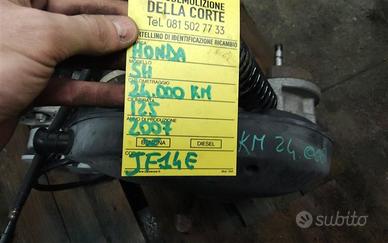 DEMOLIZIONE
DELLA CORTE
Tel. 081 502 77 33
CARTELLINO DI IDENTIFICAZIONE RICAMBIO
HONDA
MODELLO
SH
CHILOMETRAGGIO
24.000 KM
125
ANNO DI PRODUZIONE
2007
BENZINA DIESEL
JF14E
KM 24.000
subito